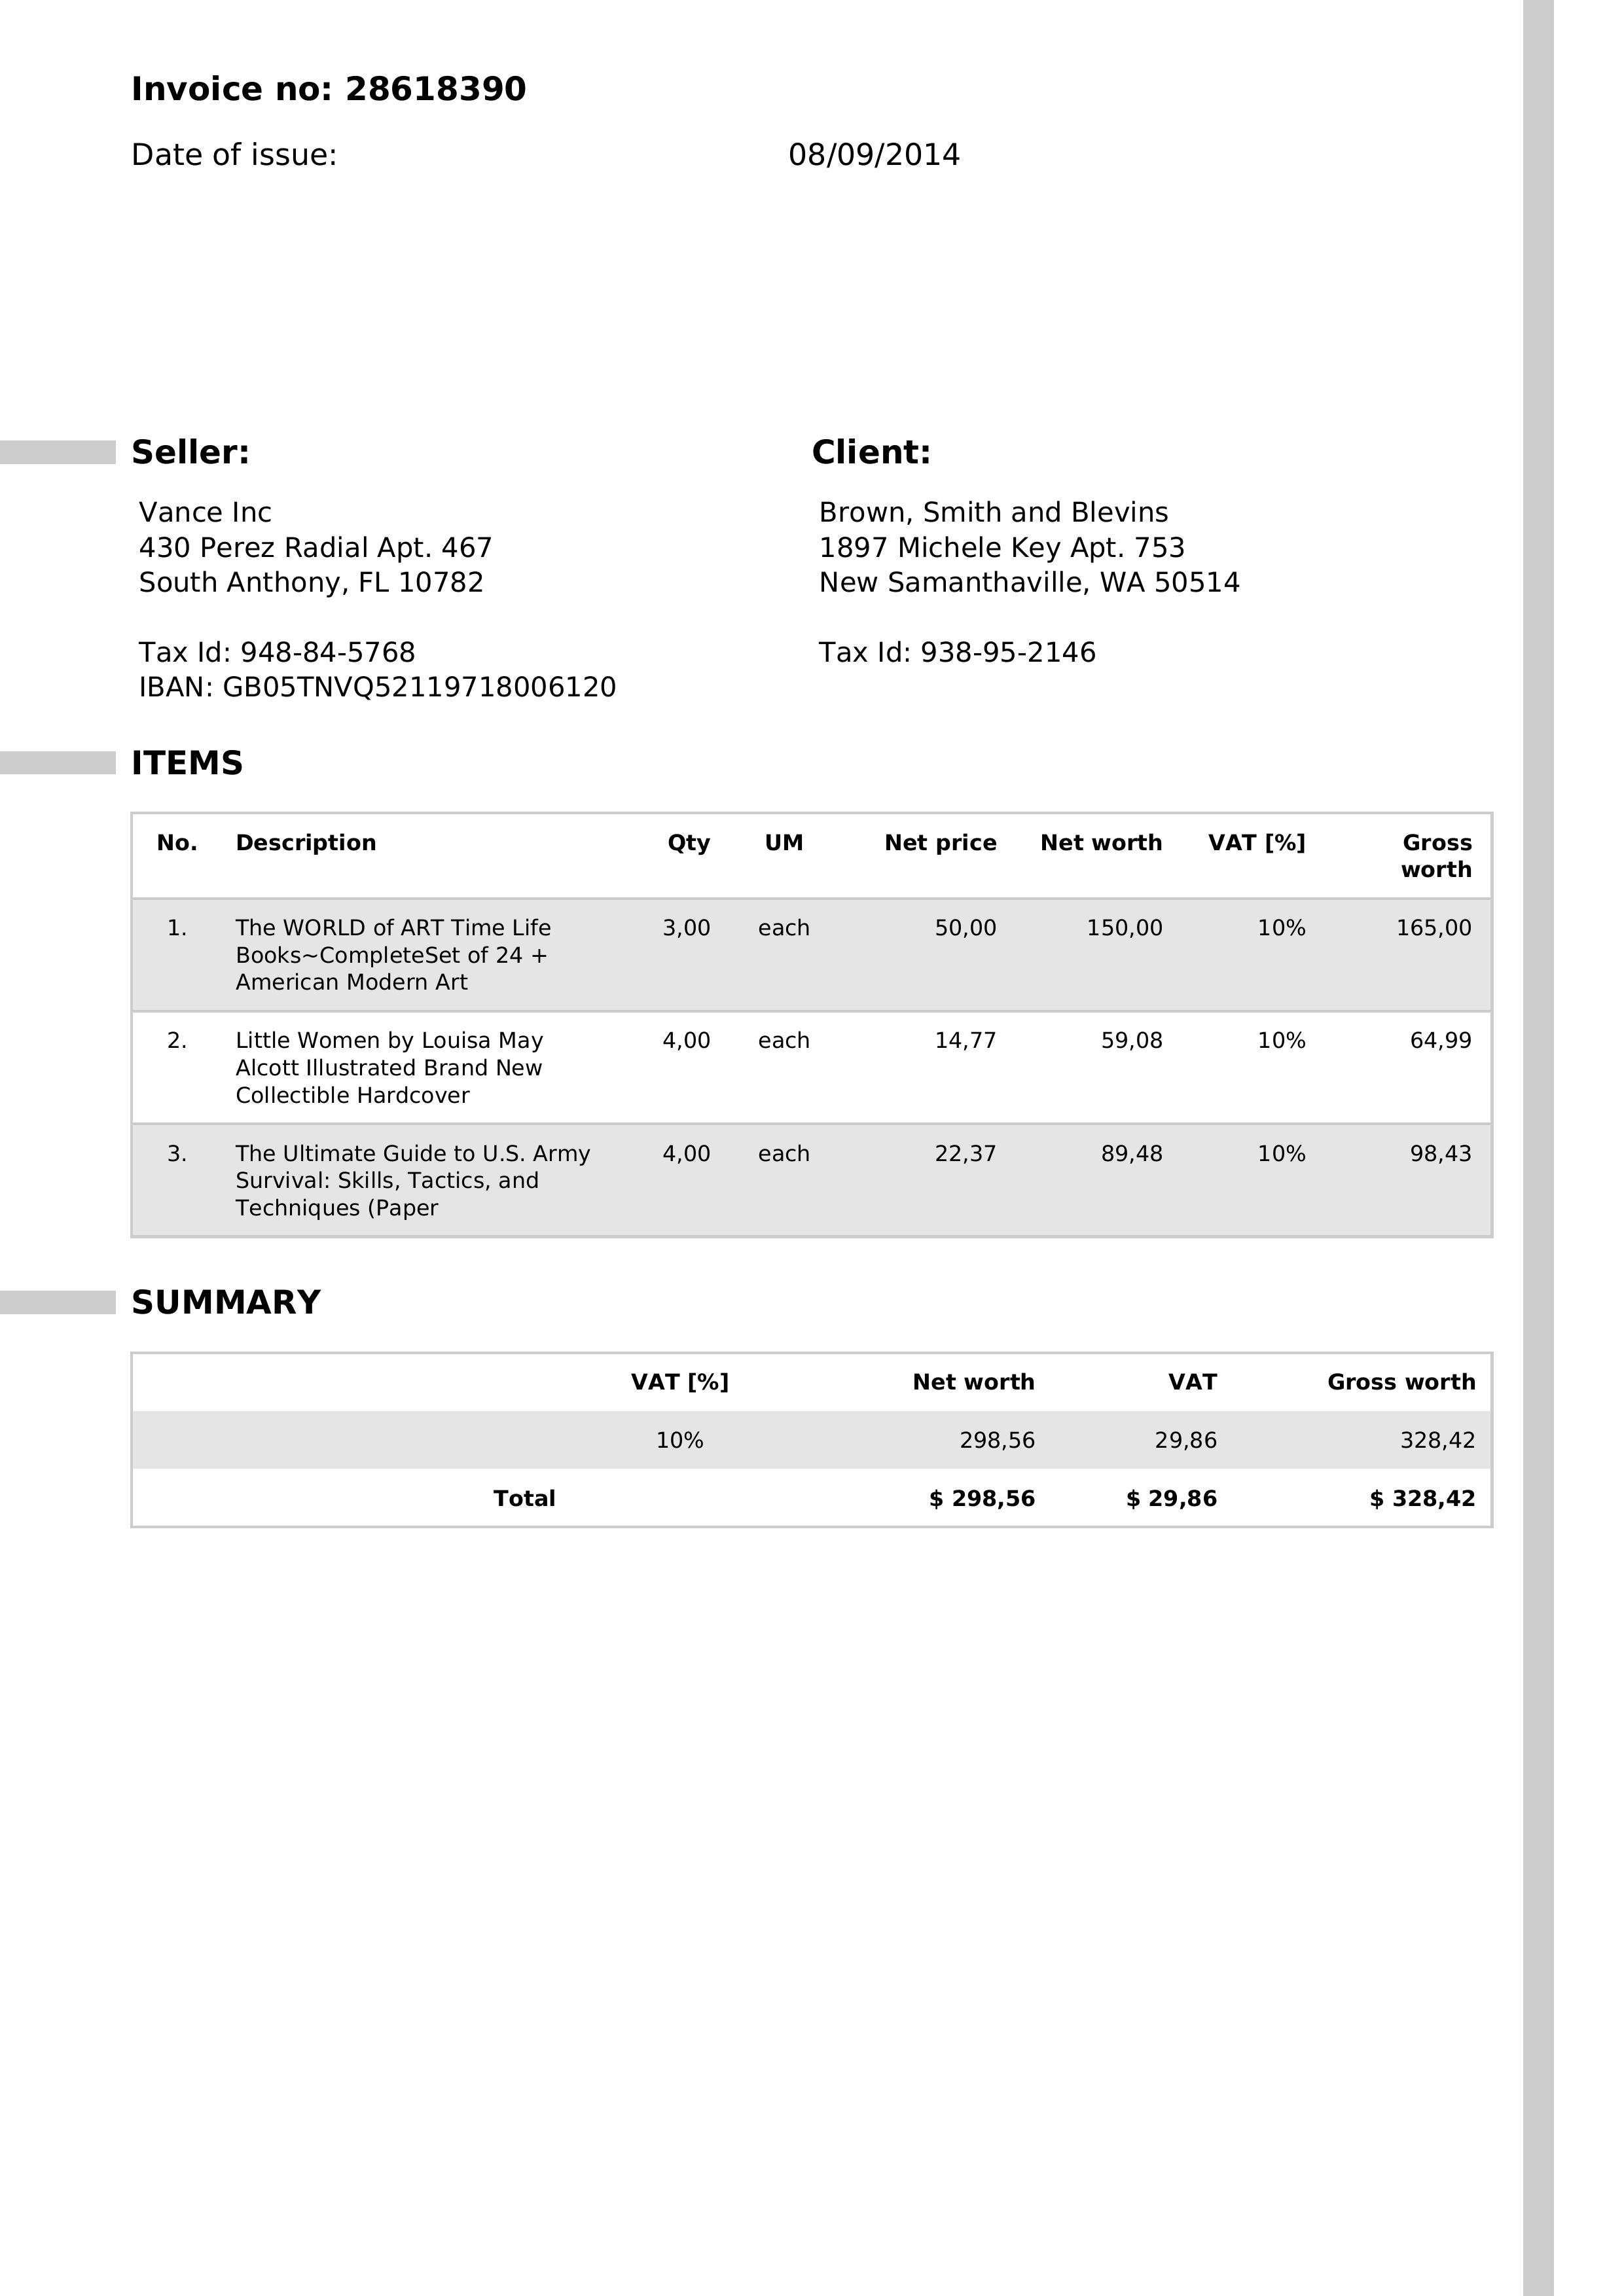 Invoice no: 28618390
Date of issue: 08/09/2014
Seller:
Vance Inc
430 Perez Radial Apt. 467
South Anthony, FL 10782
Tax Id: 948-84-5768
IBAN: GB05TNVQ52119718006120
Client:
Brown, Smith and Blevins
1897 Michele Key Apt. 753
New Samanthaville, WA 50514
Tax Id: 938-95-2146
ITEMS
No. Description Qty UM Net price Net worth VAT [%] Gross
worth
1. The WORLD of ART Time Life 3,00 each 50,00 150,00 10% 165,00
Books~CompleteSet of 24 +
American Modern Art
2. Little Women by Louisa May 4,00 each 14,77 59,08 10% 64,99
Alcott Illustrated Brand New
Collectible Hardcover
3. The Ultimate Guide to U.S. Army 4,00 each 22,37 89,48 10% 98,43
Survival: Skills, Tactics, and
Techniques (Paper
SUMMARY
VAT [%] Net worth VAT Gross worth
10% 298,56 29,86 328,42
Total $ 298,56 $ 29,86 $ 328,42